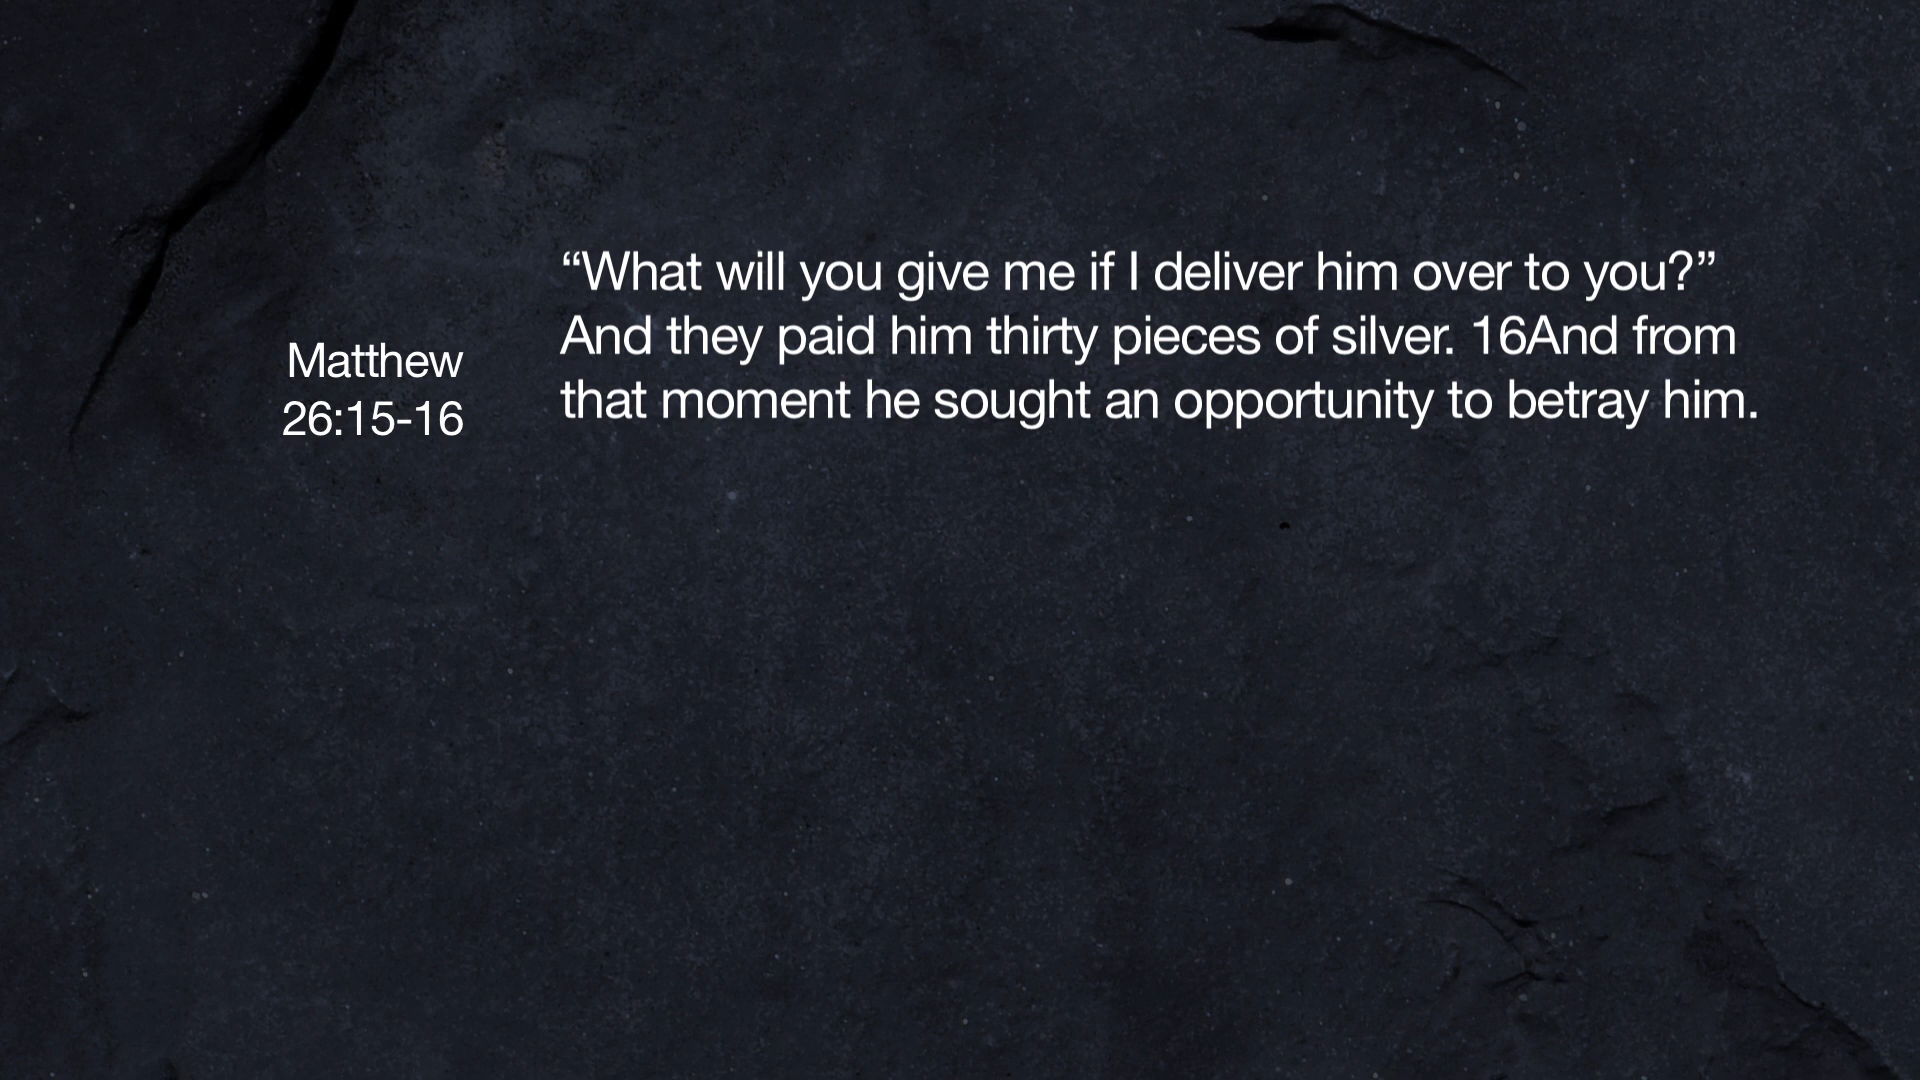 Matthew
26:15-16
“What will you give me if I deliver him over to you?”
And they paid him thirty pieces of silver. 16And from
that moment he sought an opportunity to betray him.